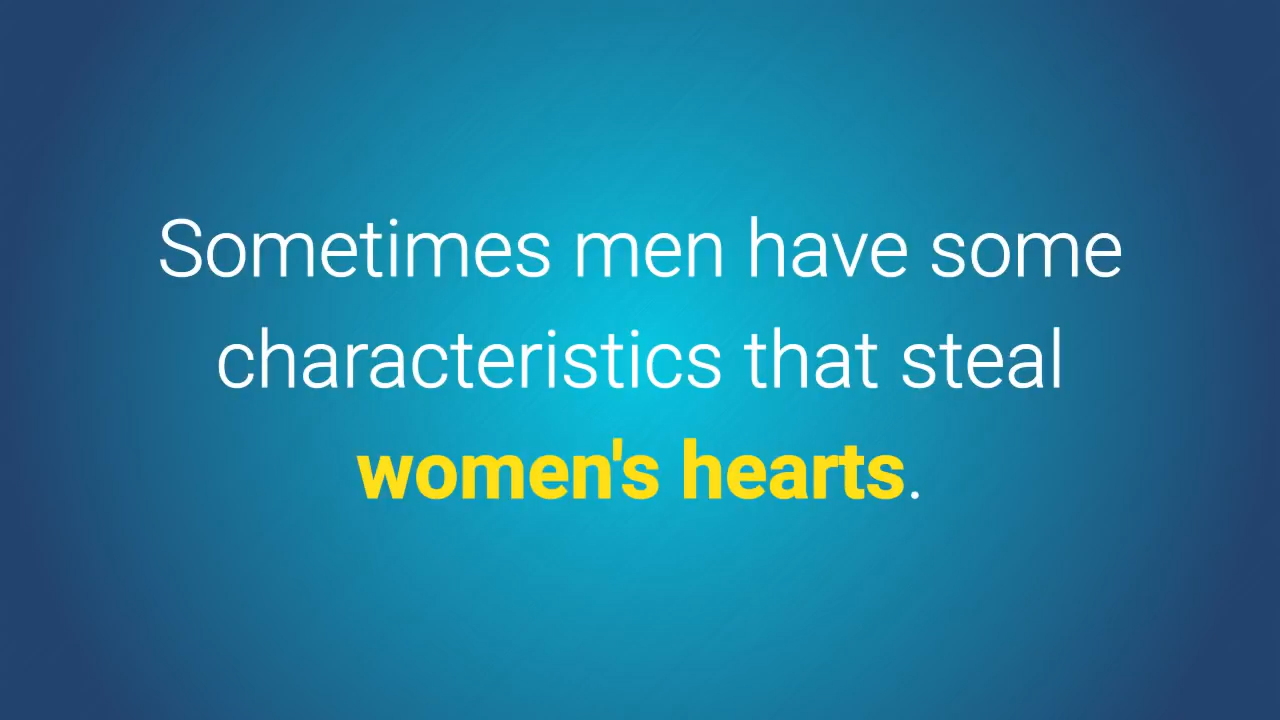 Sometimes men have some
characteristics that steal
women's hearts.